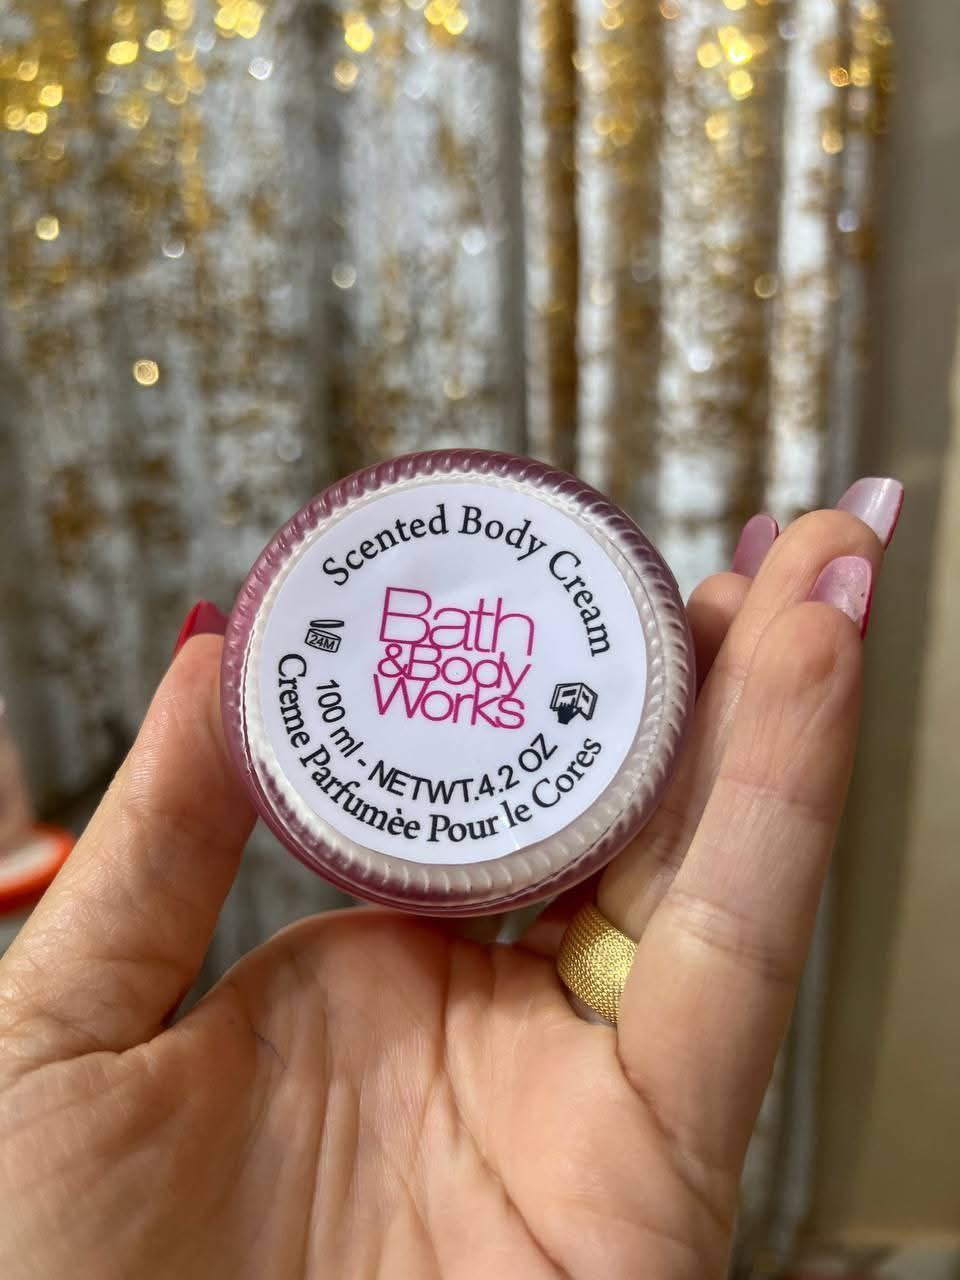 Scented Body Cream
Bath
&Body
Works
24M
100 ml - NETWT.4.2 OZ
Creme Parfumèe Pour le Cores